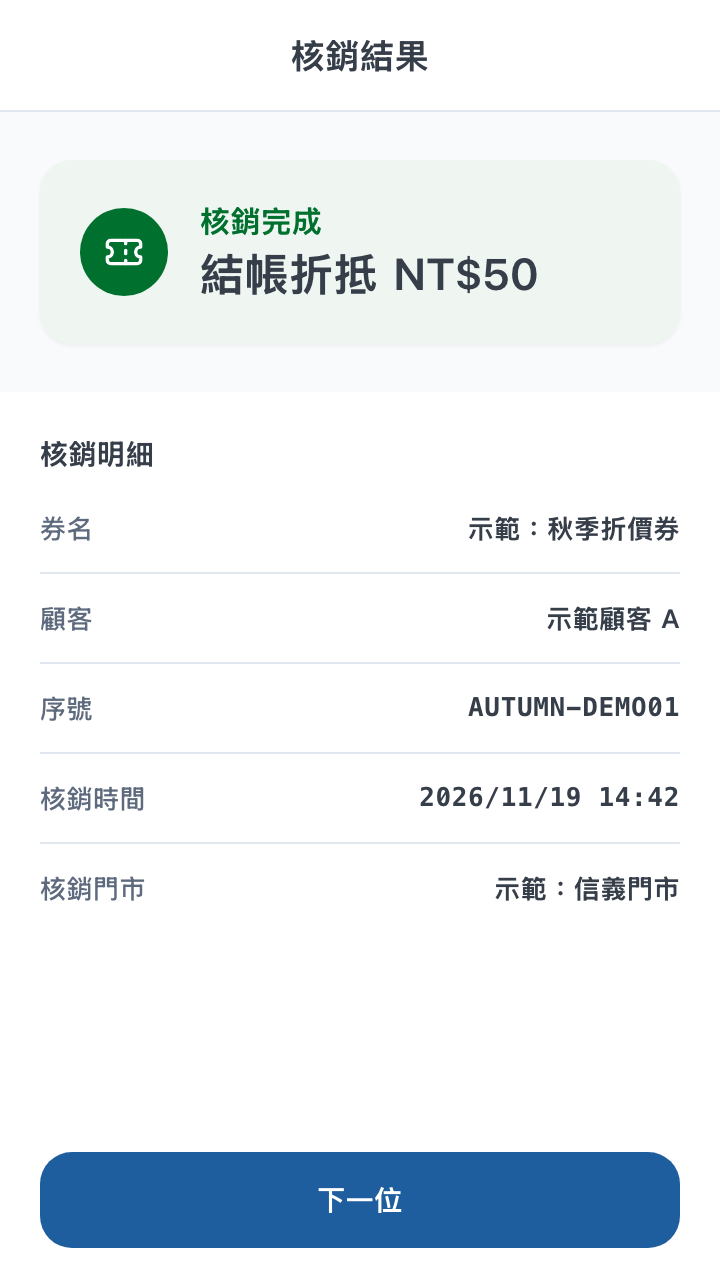 核銷結果
核銷完成
結帳折抵 NT$50
核銷明細
券名 示範：秋季折價券
顧客 示範顧客 A
序號 AUTUMN-DEMO01
核銷時間 2026/11/19 14:42
核銷門市 示範：信義門市
下一位